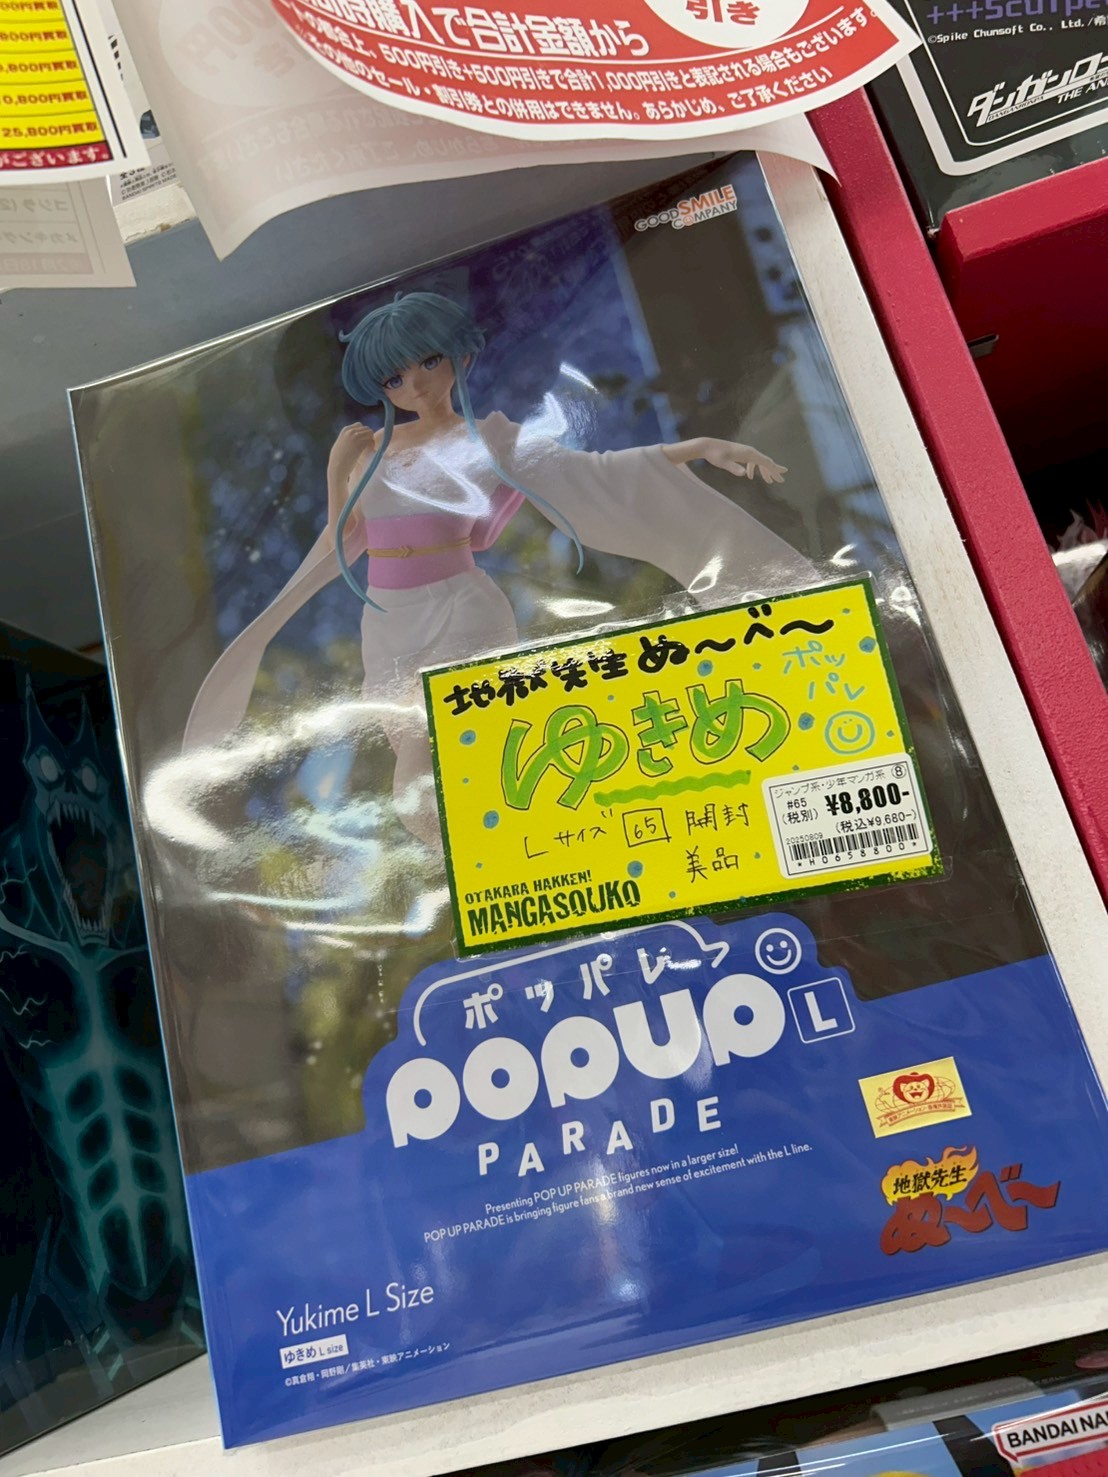 800円買取
9,800円買取
10,800円買取
25,800円買取
がございます。
時購入で合計金額から
引き
500円引き+500円引きで合計1,000円引きと表記される場合もございます。
の他のセール・割引券との併用はできません。あらかじめ、ご了承ください
©Spike Chunsoft Co., Ltd./希
ダンガンロ
THE ANI
GOOD SMILE
COMPANY
地獄先生ぬ〜べ〜
ゆきめ
ポッ
パレ
Lサイズ 65 開封
美品
OTAKARA HAKKEN!
MANGASOUKO
ジャンプ系・少年マンガ系 ⑧
#65
(税別) ¥8,800-
(税込¥9,680-)
20250809
*H0658800*
ポッパレ
POPUP L
PARADE
Presenting POP UP PARADE figures now in a larger size!
POP UP PARADE is bringing figure fans a brand new sense of excitement with the L line.
地獄先生
ぬ〜べ〜
Yukime L Size
ゆきめ L size
©真倉翔・岡野剛/集英社・東映アニメーション
BANDAI NAM